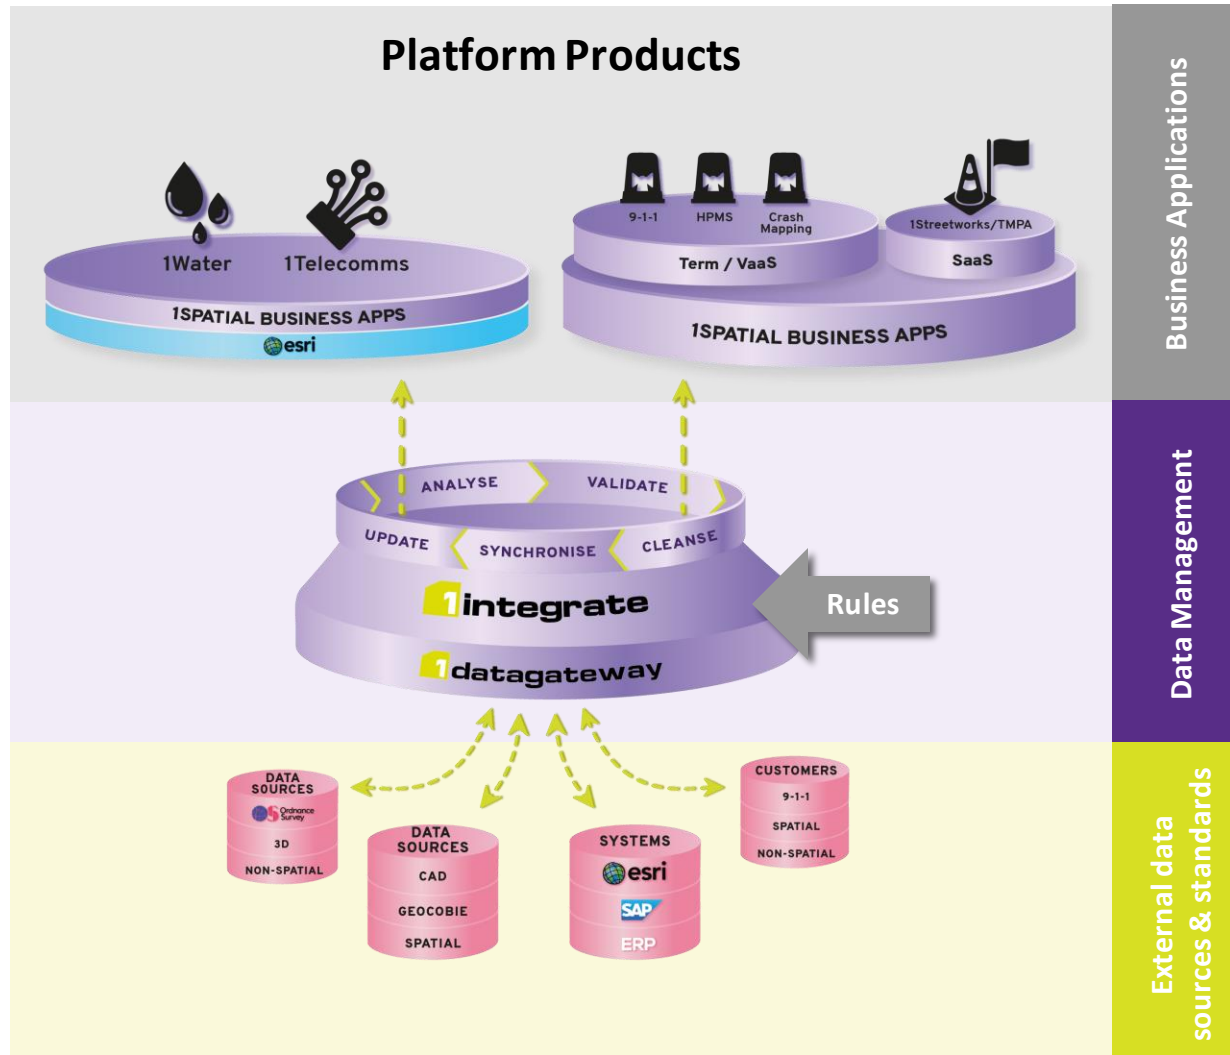 Platform Products
1Water
1Telecomms
1SPATIAL BUSINESS APPS
esri
9-1-1
HPMS
Crash
Mapping
Term / VaaS
1Streetworks/TMPA
SaaS
1SPATIAL BUSINESS APPS
Business Applications
ANALYSE
VALIDATE
UPDATE
SYNCHRONISE
CLEANSE
1integrate
1datagateway
Rules
Data Management
DATA
SOURCES
OS Ordnance
Survey
3D
NON-SPATIAL
DATA
SOURCES
CAD
GEOCOBIE
SPATIAL
SYSTEMS
esri
SAP
ERP
CUSTOMERS
9-1-1
SPATIAL
NON-SPATIAL
External data
sources & standards